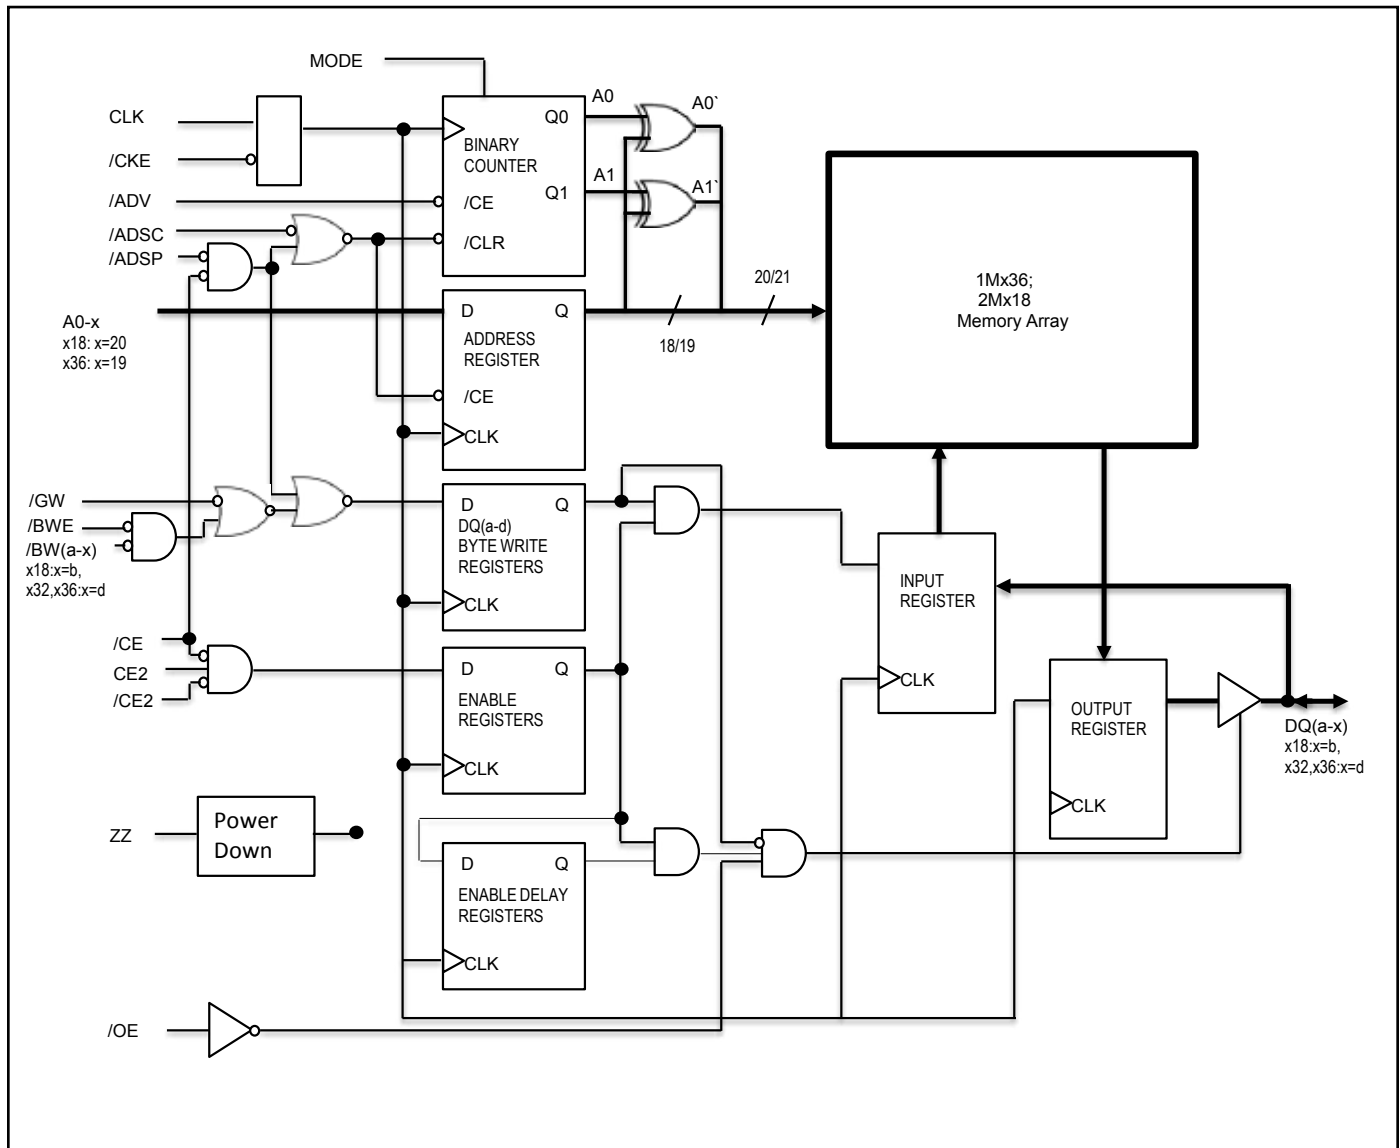 MODE
CLK
/CKE
/ADV
/ADSC
/ADSP
A0-x
x18: x=20
x36: x=19
/GW
/BWE
/BW(a-x)
x18:x=b,
x32,x36:x=d
/CE
CE2
/CE2
ZZ
Power
Down
/OE
Q0
BINARY
COUNTER
Q1
/CE
/CLR
A0
A0`
A1
A1`
D Q
ADDRESS
REGISTER
/CE
CLK
18/19
20/21
1Mx36;
2Mx18
Memory Array
D Q
DQ(a-d)
BYTE WRITE
REGISTERS
CLK
D Q
ENABLE
REGISTERS
CLK
D Q
ENABLE DELAY
REGISTERS
CLK
INPUT
REGISTER
CLK
OUTPUT
REGISTER
CLK
DQ(a-x)
x18:x=b,
x32,x36:x=d